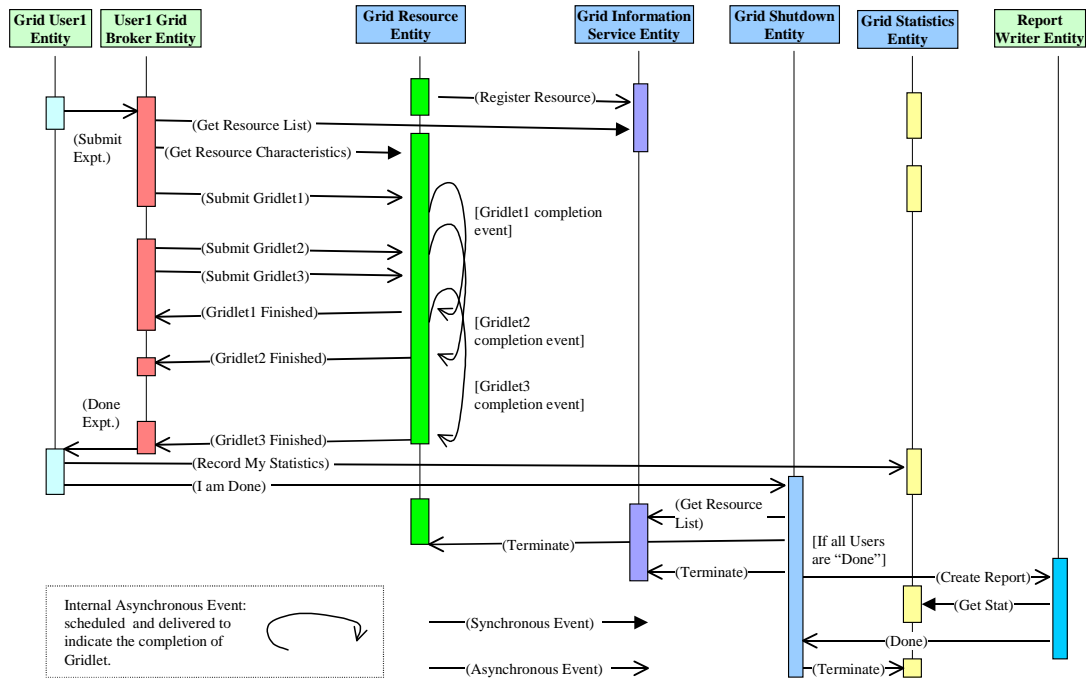 Grid User1
Entity
User1 Grid
Broker Entity
Grid Resource
Entity
Grid Information
Service Entity
Grid Shutdown
Entity
Grid Statistics
Entity
Report
Writer Entity
(Register Resource)
(Get Resource List)
(Submit
Expt.)
(Get Resource Characteristics)
(Submit Gridlet1)
[Gridlet1 completion
event]
(Submit Gridlet2)
(Submit Gridlet3)
(Gridlet1 Finished)
[Gridlet2
completion event]
(Gridlet2 Finished)
[Gridlet3
completion event]
(Done
Expt.)
(Gridlet3 Finished)
(Record My Statistics)
(I am Done)
(Get Resource
List)
(Terminate)
[If all Users
are “Done”]
(Terminate)
(Create Report)
(Get Stat)
(Done)
(Terminate)
Internal Asynchronous Event:
scheduled and delivered to
indicate the completion of
Gridlet.
(Synchronous Event)
(Asynchronous Event)